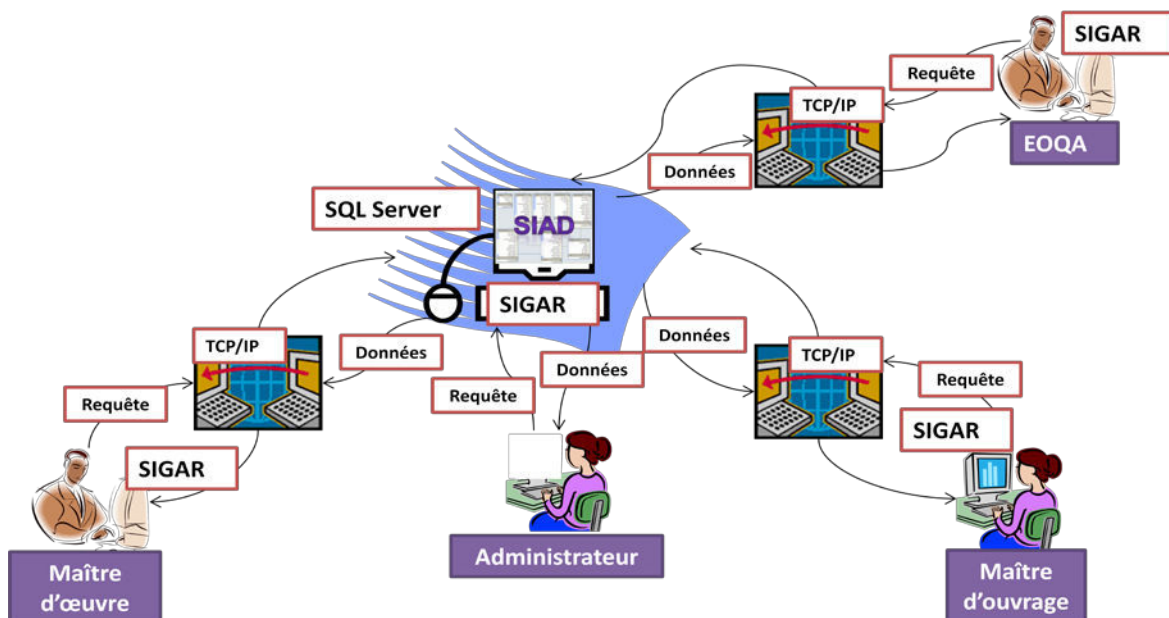 SIGAR
Requête
TCP/IP
EOQA
Données
SQL Server
SIAD
SIGAR
TCP/IP
Données
Données
Données
TCP/IP
Requête
Requête
Requête
SIGAR
SIGAR
Administrateur
Maître
d'œuvre
Maître
d'ouvrage